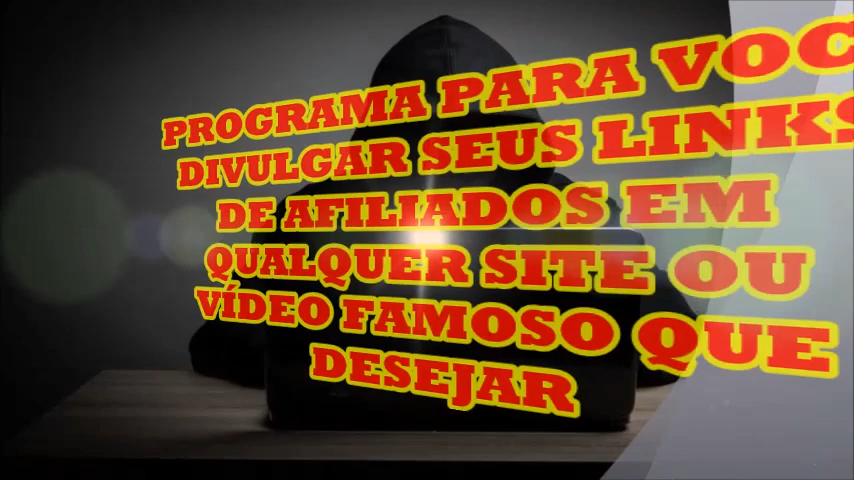 PROGRAMA PARA VOC
DIVULGAR SEUS LINKS
DE AFILIADOS EM
QUALQUER SITE OU
VÍDEO FAMOSO QUE
DESEJAR